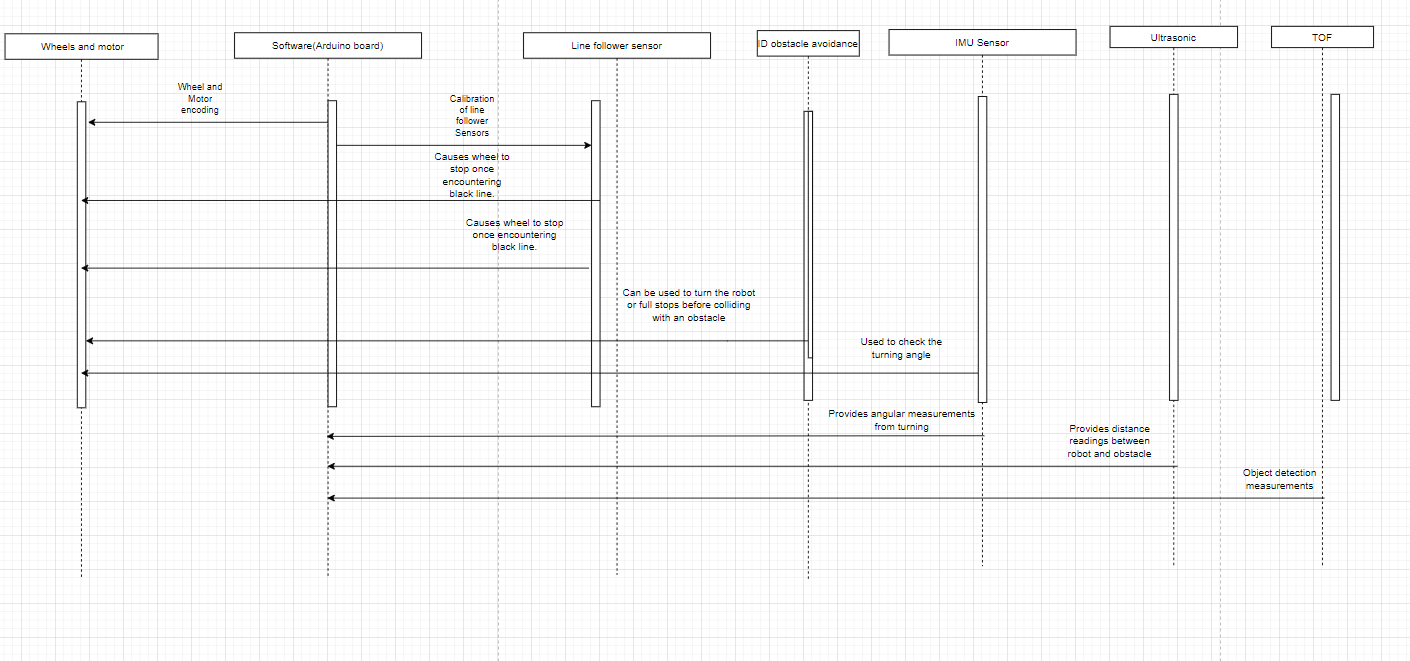 Wheels and motor
Software(Arduino board)
Line follower sensor
ID obstacle avoidance
IMU Sensor
Ultrasonic
TOF
Wheel and
Motor
encoding
Calibration
of line
follower
Sensors
Causes wheel to
stop once
encountering
black line.
Causes wheel to stop
once encountering
black line.
Can be used to turn the robot
or full stops before colliding
with an obstacle
Used to check the
turning angle
Provides angular measurements
from turning
Provides distance
readings between
robot and obstacle
Object detection
measurements